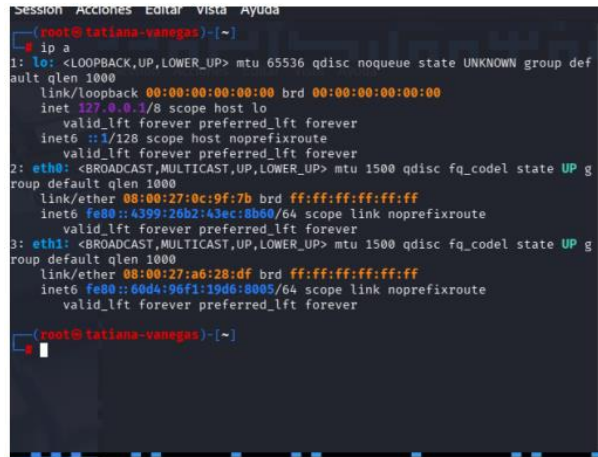 Session Acciones Editar Vista Ayuda
(root㉿tatiana-vanegas)-[~]
# ip a
1: lo: <LOOPBACK,UP,LOWER_UP> mtu 65536 qdisc noqueue state UNKNOWN group def
ault qlen 1000
link/loopback 00:00:00:00:00:00 brd 00:00:00:00:00:00
inet 127.0.0.1/8 scope host lo
valid_lft forever preferred_lft forever
inet6 ::1/128 scope host noprefixroute
valid_lft forever preferred_lft forever
2: eth0: <BROADCAST,MULTICAST,UP,LOWER_UP> mtu 1500 qdisc fq_codel state UP g
roup default qlen 1000
link/ether 08:00:27:0c:9f:7b brd ff:ff:ff:ff:ff:ff
inet6 fe80::4399:26b2:43ec:8b60/64 scope link noprefixroute
valid_lft forever preferred_lft forever
3: eth1: <BROADCAST,MULTICAST,UP,LOWER_UP> mtu 1500 qdisc fq_codel state UP g
roup default qlen 1000
link/ether 08:00:27:a6:28:df brd ff:ff:ff:ff:ff:ff
inet6 fe80::60d4:96f1:19d6:8005/64 scope link noprefixroute
valid_lft forever preferred_lft forever
(root㉿tatiana-vanegas)-[~]
#